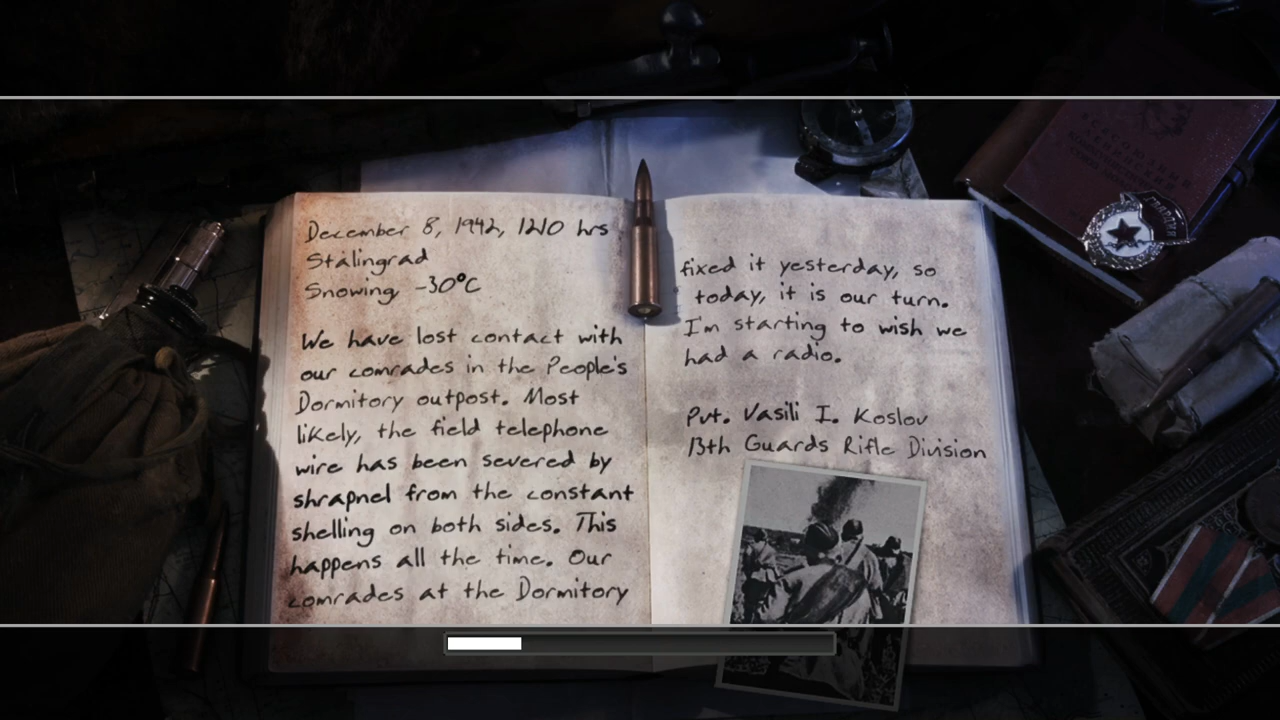 December 8, 1942, 1210 hrs
Stalingrad
Snowing -30°C
We have lost contact with
our comrades in the People's
Dormitory outpost. Most
likely, the field telephone
wire has been severed by
shrapnel from the constant
shelling on both sides. This
happens all the time. Our
comrades at the Dormitory
fixed it yesterday, so
today, it is our turn.
I'm starting to wish we
had a radio.
Pvt. Vasili I. Koslov
13th Guards Rifle Division